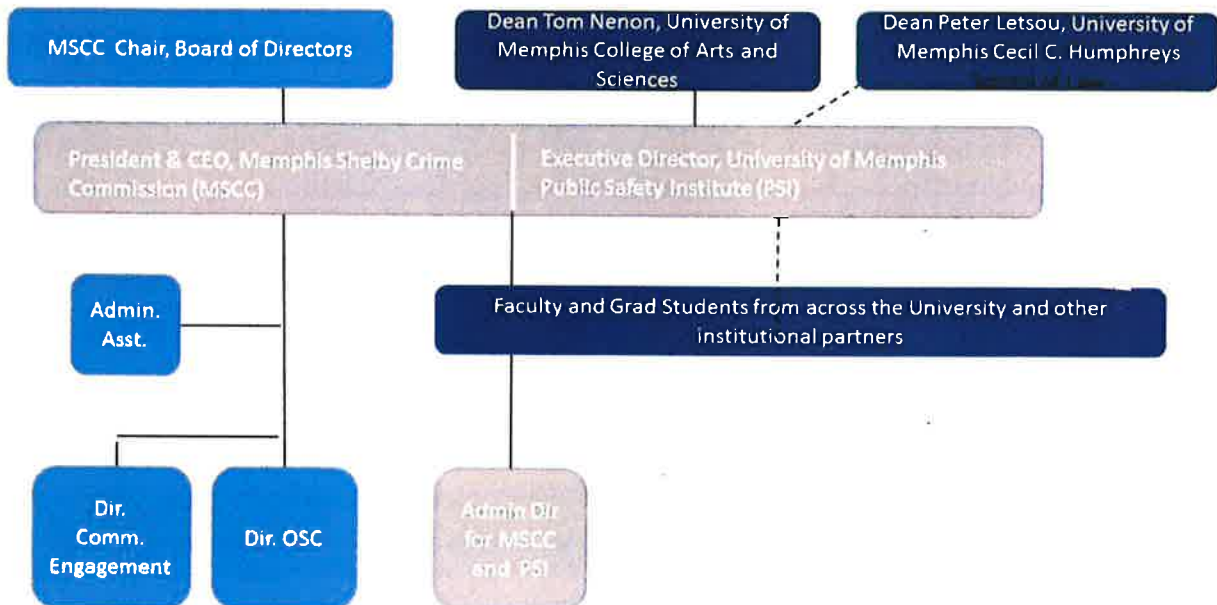 MSCC Chair, Board of Directors
Dean Tom Nenon, University of
Memphis College of Arts and
Sciences
Dean Peter Letsou, University of
Memphis Cecil C. Humphreys
School of Law
President & CEO, Memphis Shelby Crime
Commission (MSCC)
Executive Director, University of Memphis
Public Safety Institute (PSI)
Admin.
Asst.
Faculty and Grad Students from across the University and other
institutional partners
Dir.
Comm.
Engagement
Dir. OSC
Admin Dir
for MSCC
and PSI